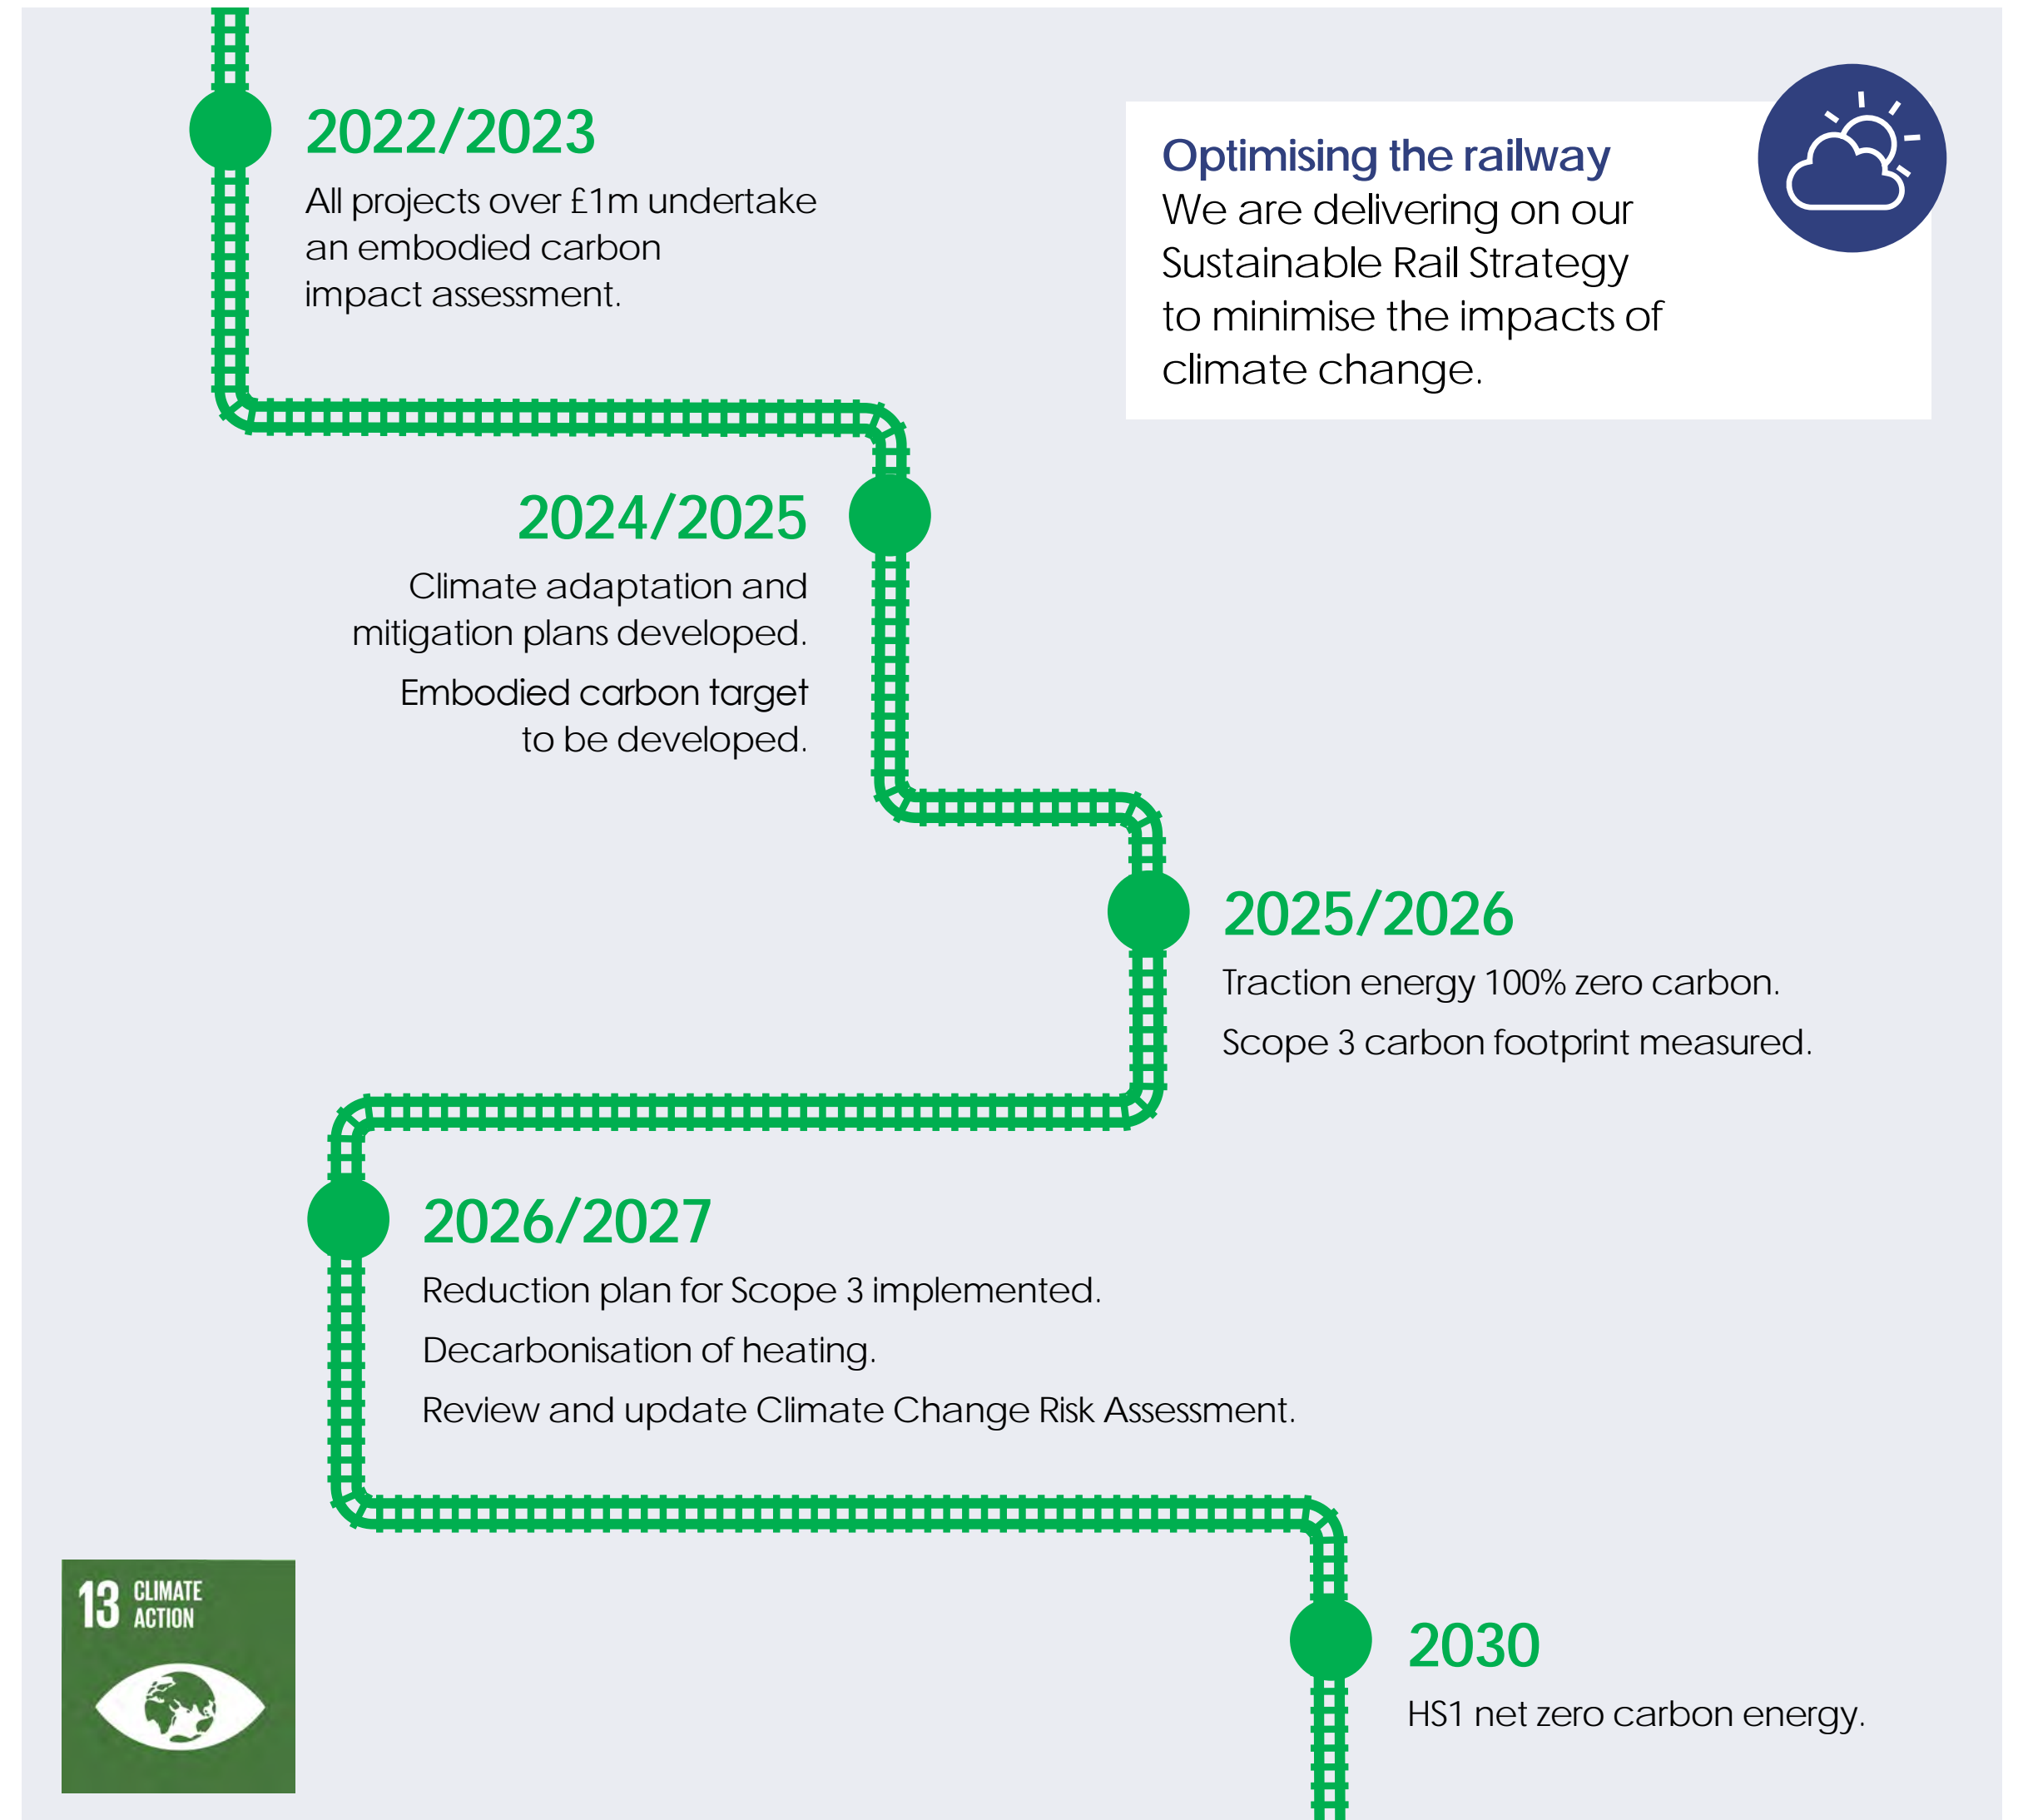 2022/2023
All projects over £1m undertake
an embodied carbon
impact assessment.
Optimising the railway
We are delivering on our
Sustainable Rail Strategy
to minimise the impacts of
climate change.
2024/2025
Climate adaptation and
mitigation plans developed.
Embodied carbon target
to be developed.
2025/2026
Traction energy 100% zero carbon.
Scope 3 carbon footprint measured.
2026/2027
Reduction plan for Scope 3 implemented.
Decarbonisation of heating.
Review and update Climate Change Risk Assessment.
13 CLIMATE
ACTION
2030
HS1 net zero carbon energy.